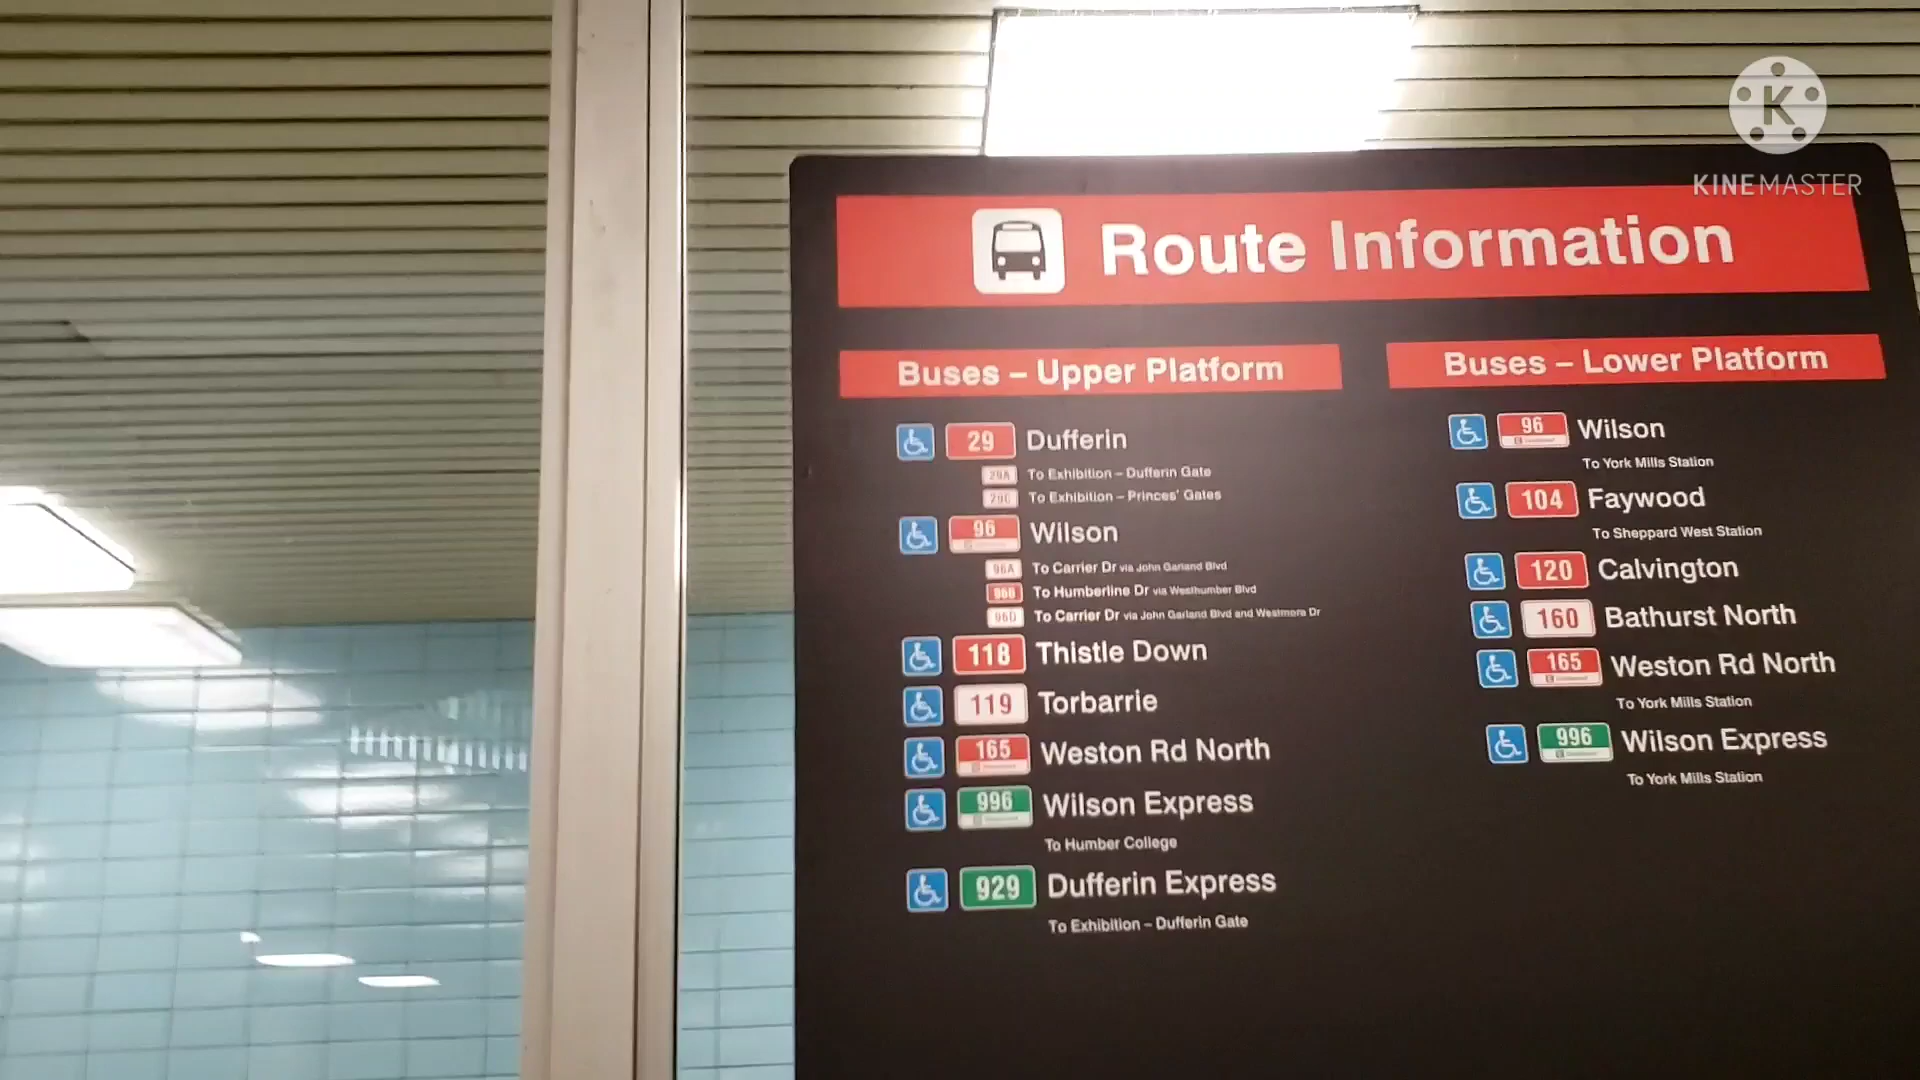 K
KINEMASTER
Route Information
Buses – Upper Platform
29 Dufferin
29A To Exhibition – Dufferin Gate
29C To Exhibition – Princes' Gates
96 Wilson
96A To Carrier Dr via John Garland Blvd
96B To Humberline Dr via Westhumber Blvd
96D To Carrier Dr via John Garland Blvd and Westmore Dr
118 Thistle Down
119 Torbarrie
165 Weston Rd North
996 Wilson Express
To Humber College
929 Dufferin Express
To Exhibition – Dufferin Gate
Buses – Lower Platform
96 Wilson
To York Mills Station
104 Faywood
To Sheppard West Station
120 Calvington
160 Bathurst North
165 Weston Rd North
To York Mills Station
996 Wilson Express
To York Mills Station